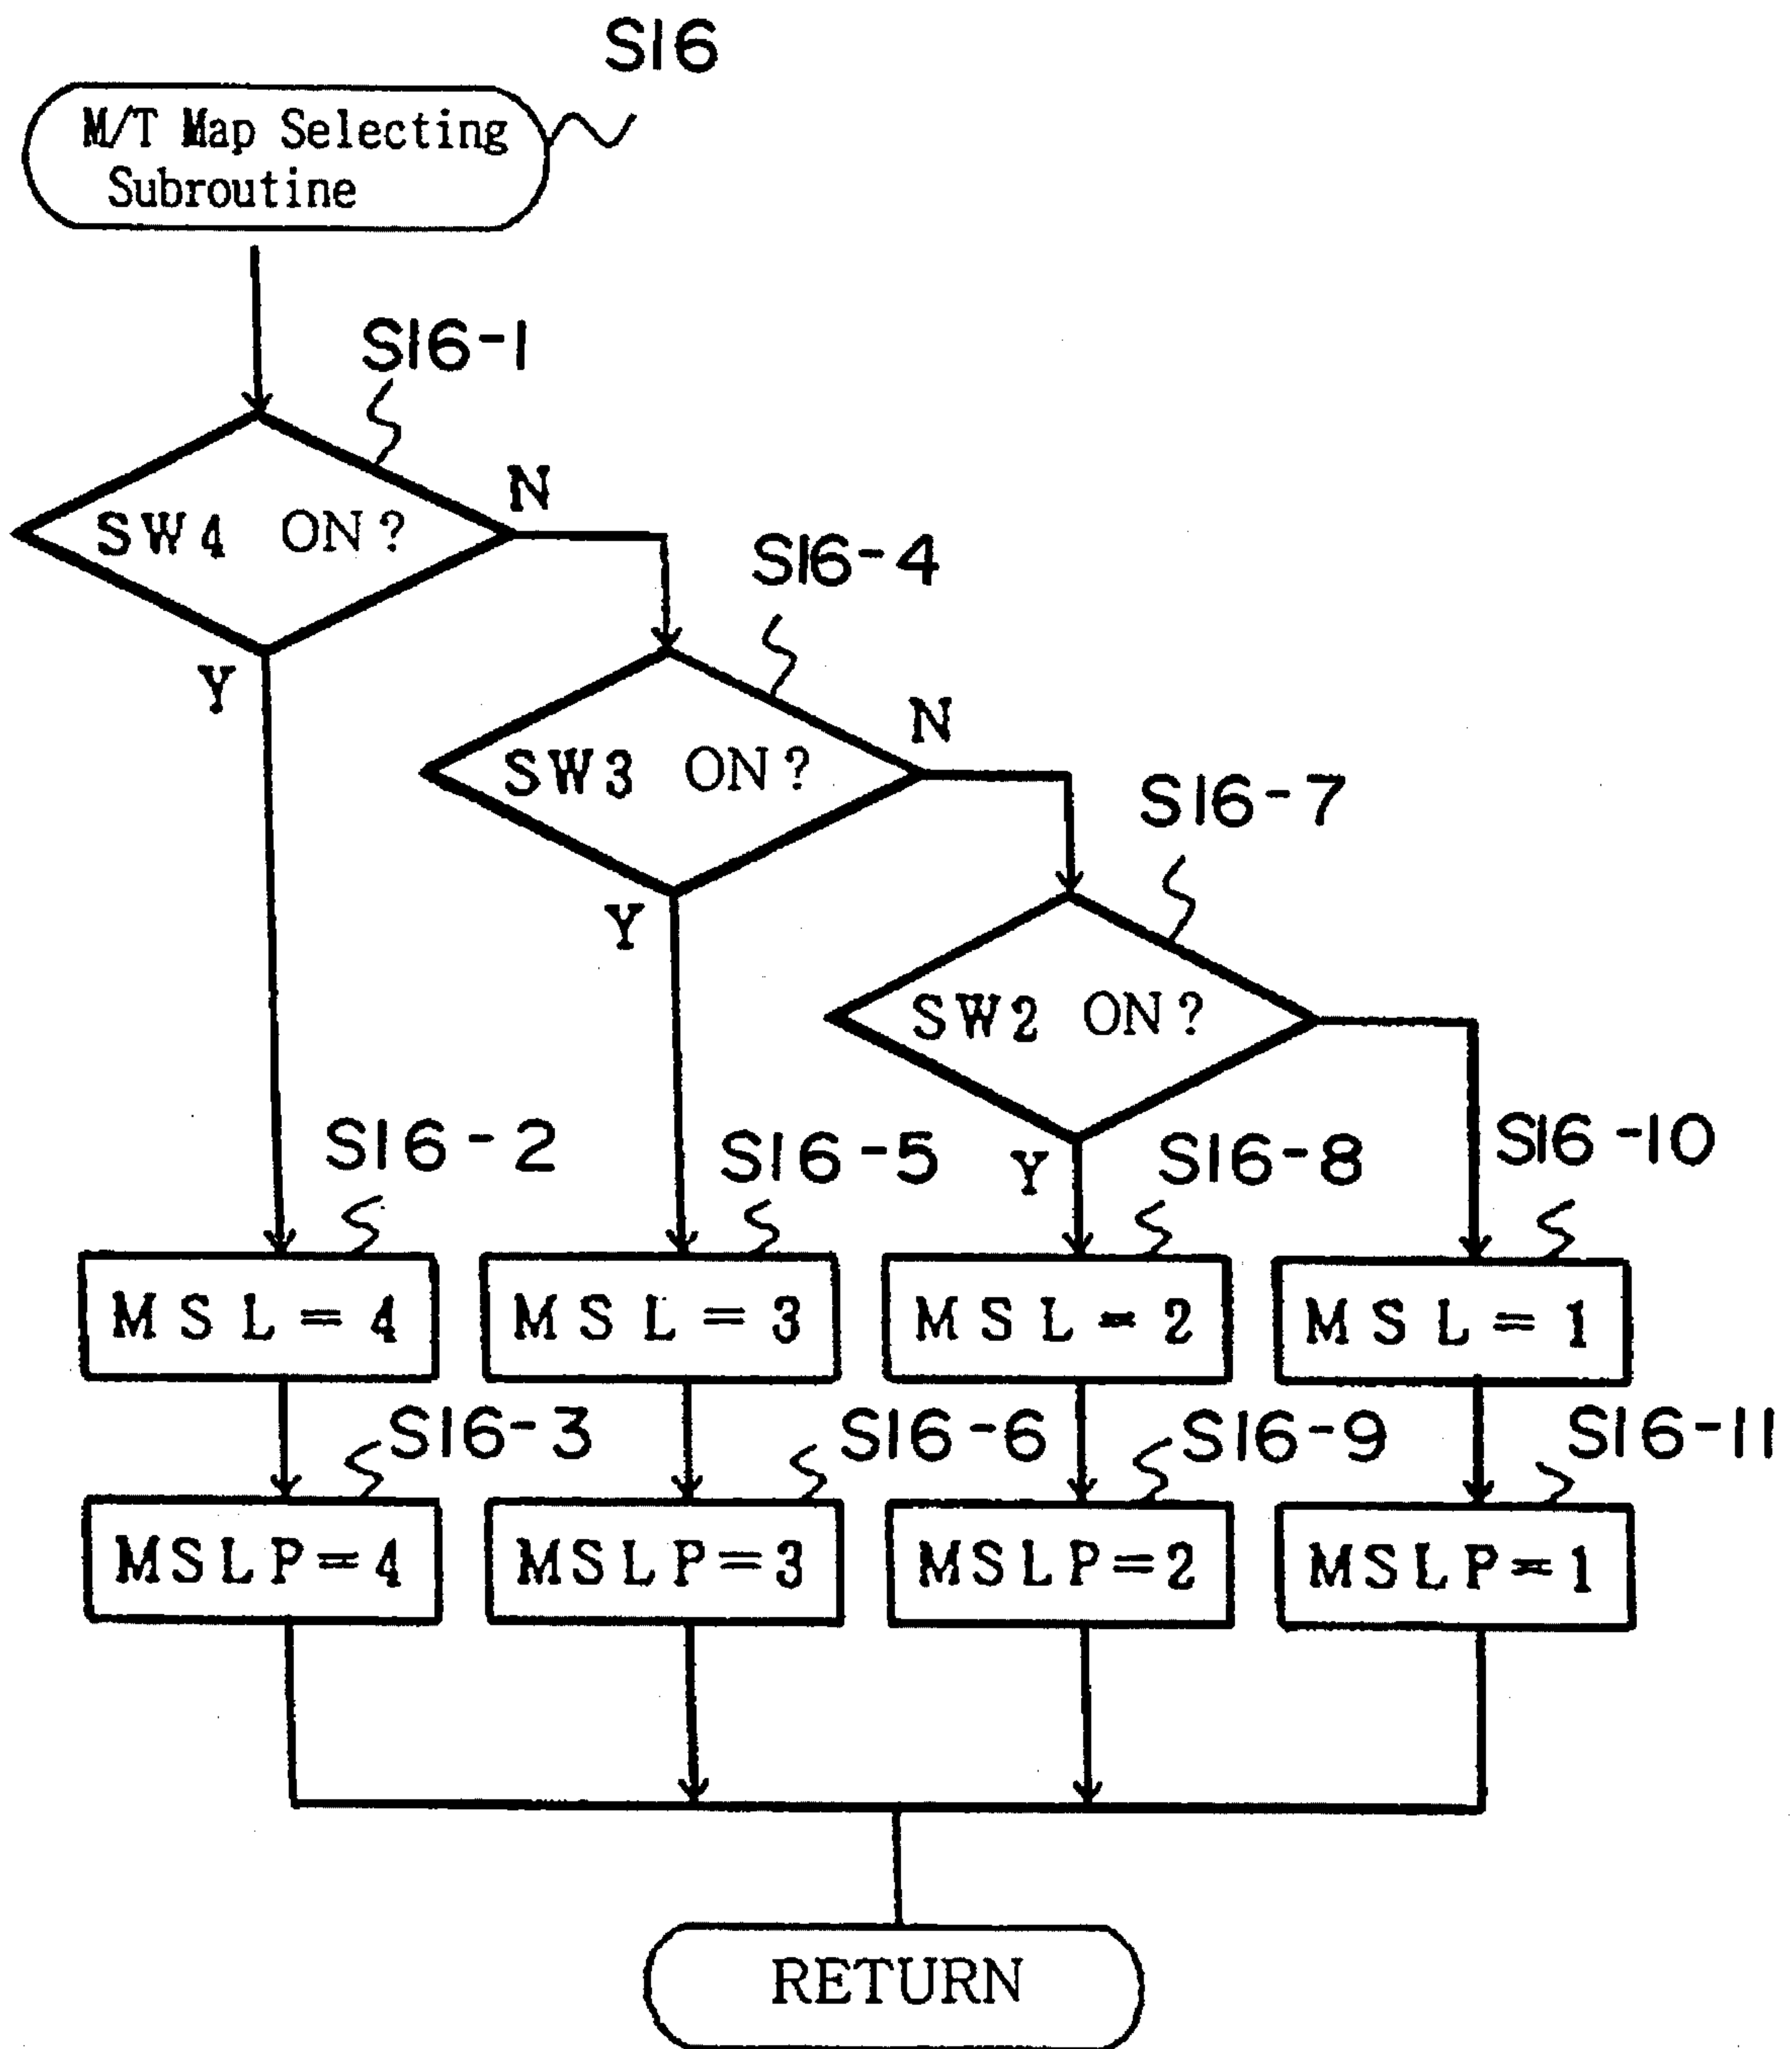 S16
M/T Map Selecting
Subroutine
S16-1
N
SW4 ON?
S16-4
Y
N
SW3 ON?
S16-7
Y
SW2 ON?
S16-2
S16-5
Y
S16-8
S16-10
MSL=4
MSL=3
MSL=2
MSL=1
S16-3
S16-6
S16-9
S16-11
MSLP=4
MSLP=3
MSLP=2
MSLP=1
RETURN